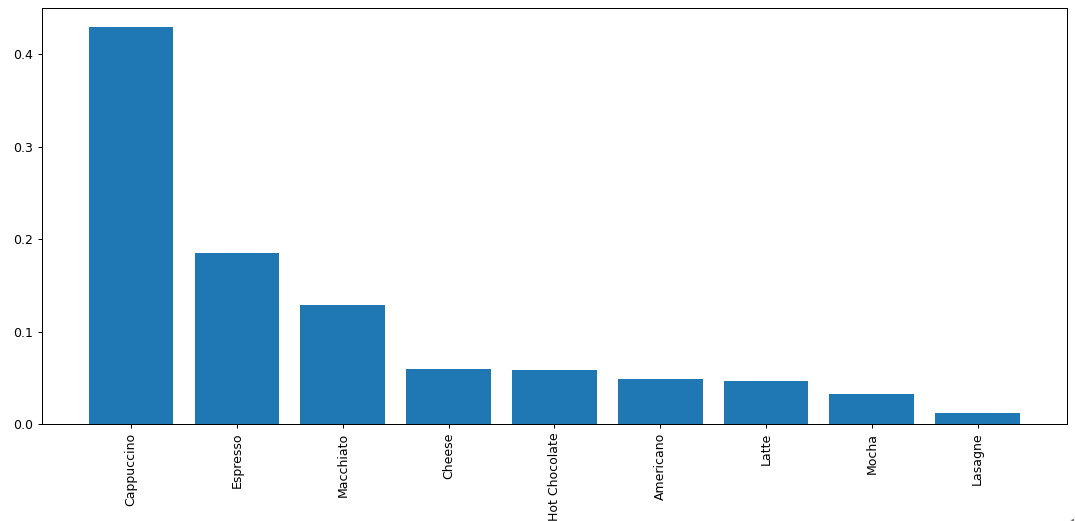 0.4
0.3
0.2
0.1
0.0
Cappuccino
Espresso
Macchiato
Cheese
Hot Chocolate
Americano
Latte
Mocha
Lasagne